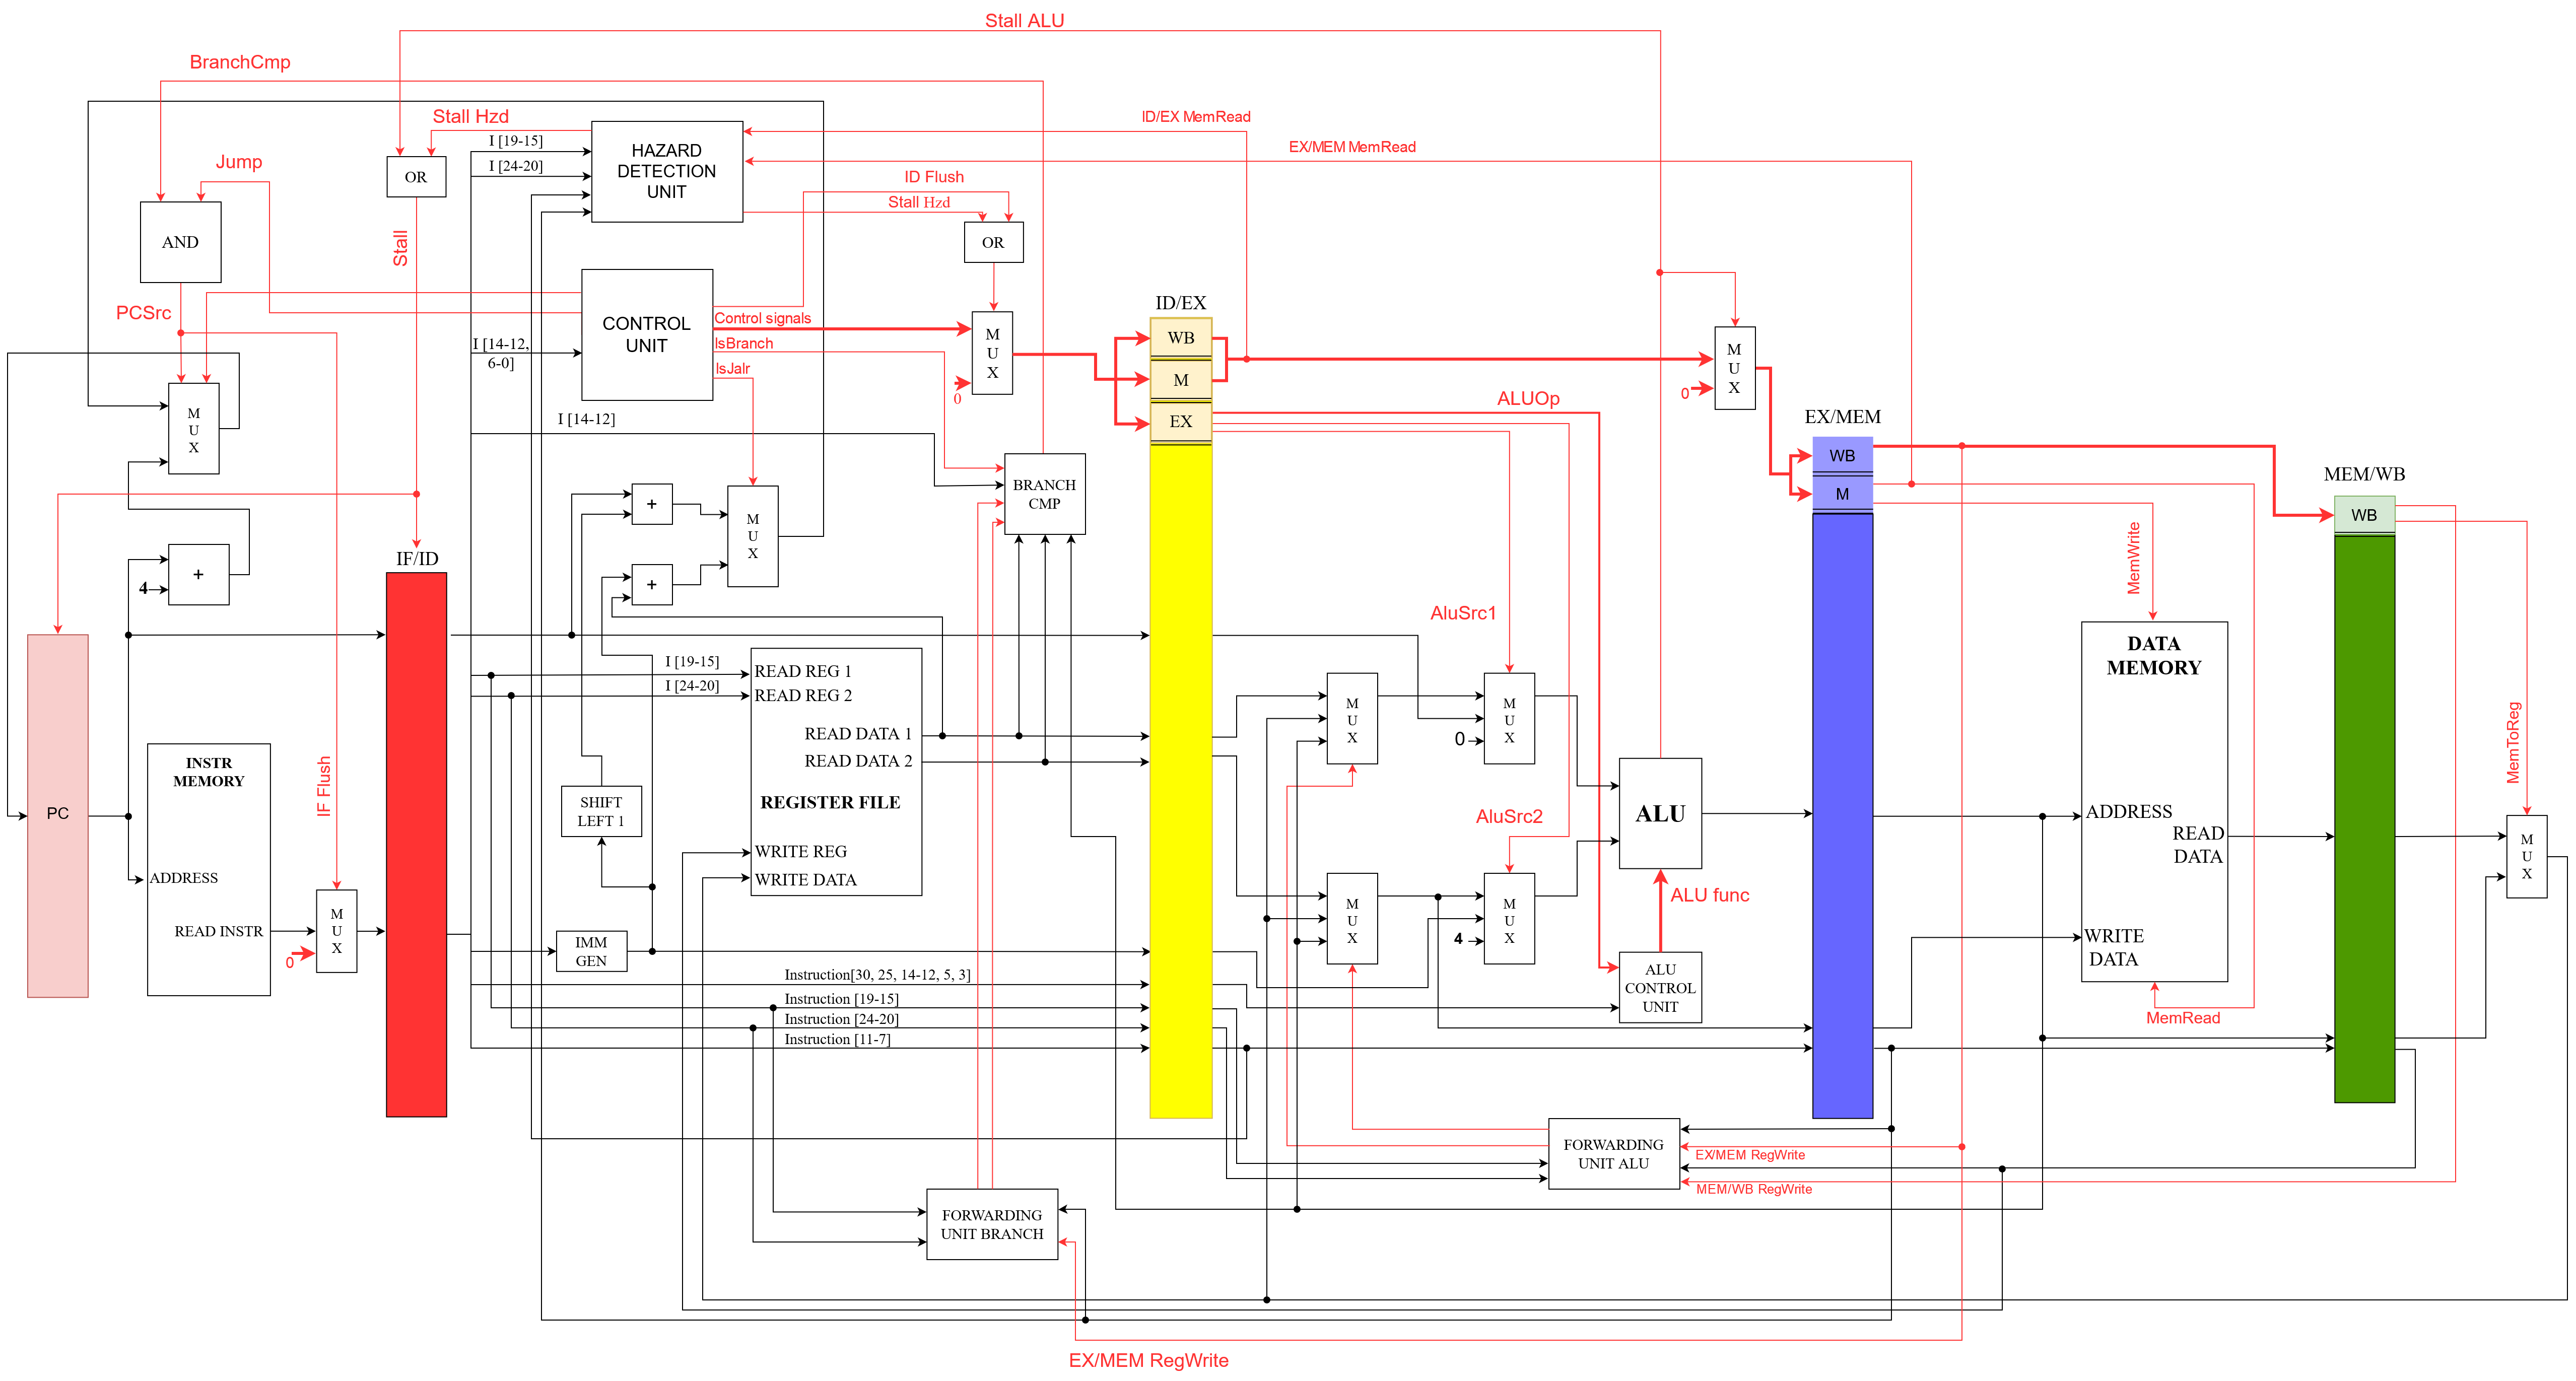 Stall ALU
BranchCmp
Stall Hzd
ID/EX MemRead
EX/MEM MemRead
Jump
I [19-15]
I [24-20]
HAZARD
DETECTION
UNIT
OR
ID Flush
Stall Hzd
OR
AND
Stall
PCSrc
CONTROL
UNIT
Control signals
IsBranch
IsJalr
I [14-12,
6-0]
M
U
X
0
ID/EX
WB
M
EX
M
U
X
0
ALUOp
M
U
X
I [14-12]
EX/MEM
WB
M
MEM/WB
WB
BRANCH
CMP
+
+
M
U
X
IF/ID
+
4
MemWrite
AluSrc1
I [19-15]
I [24-20]
READ REG 1
READ REG 2
READ DATA 1
READ DATA 2
REGISTER FILE
WRITE REG
WRITE DATA
DATA
MEMORY
ADDRESS
READ
DATA
WRITE
DATA
MemRead
MemToReg
M
U
X
M
U
X
M
U
X
0
ALU
ALU func
AluSrc2
M
U
X
M
U
X
4
PC
INSTR
MEMORY
ADDRESS
READ INSTR
IF Flush
M
U
X
0
SHIFT
LEFT 1
IMM
GEN
ALU
CONTROL
UNIT
Instruction[30, 25, 14-12, 5, 3]
Instruction [19-15]
Instruction [24-20]
Instruction [11-7]
FORWARDING
UNIT ALU
EX/MEM RegWrite
MEM/WB RegWrite
FORWARDING
UNIT BRANCH
EX/MEM RegWrite